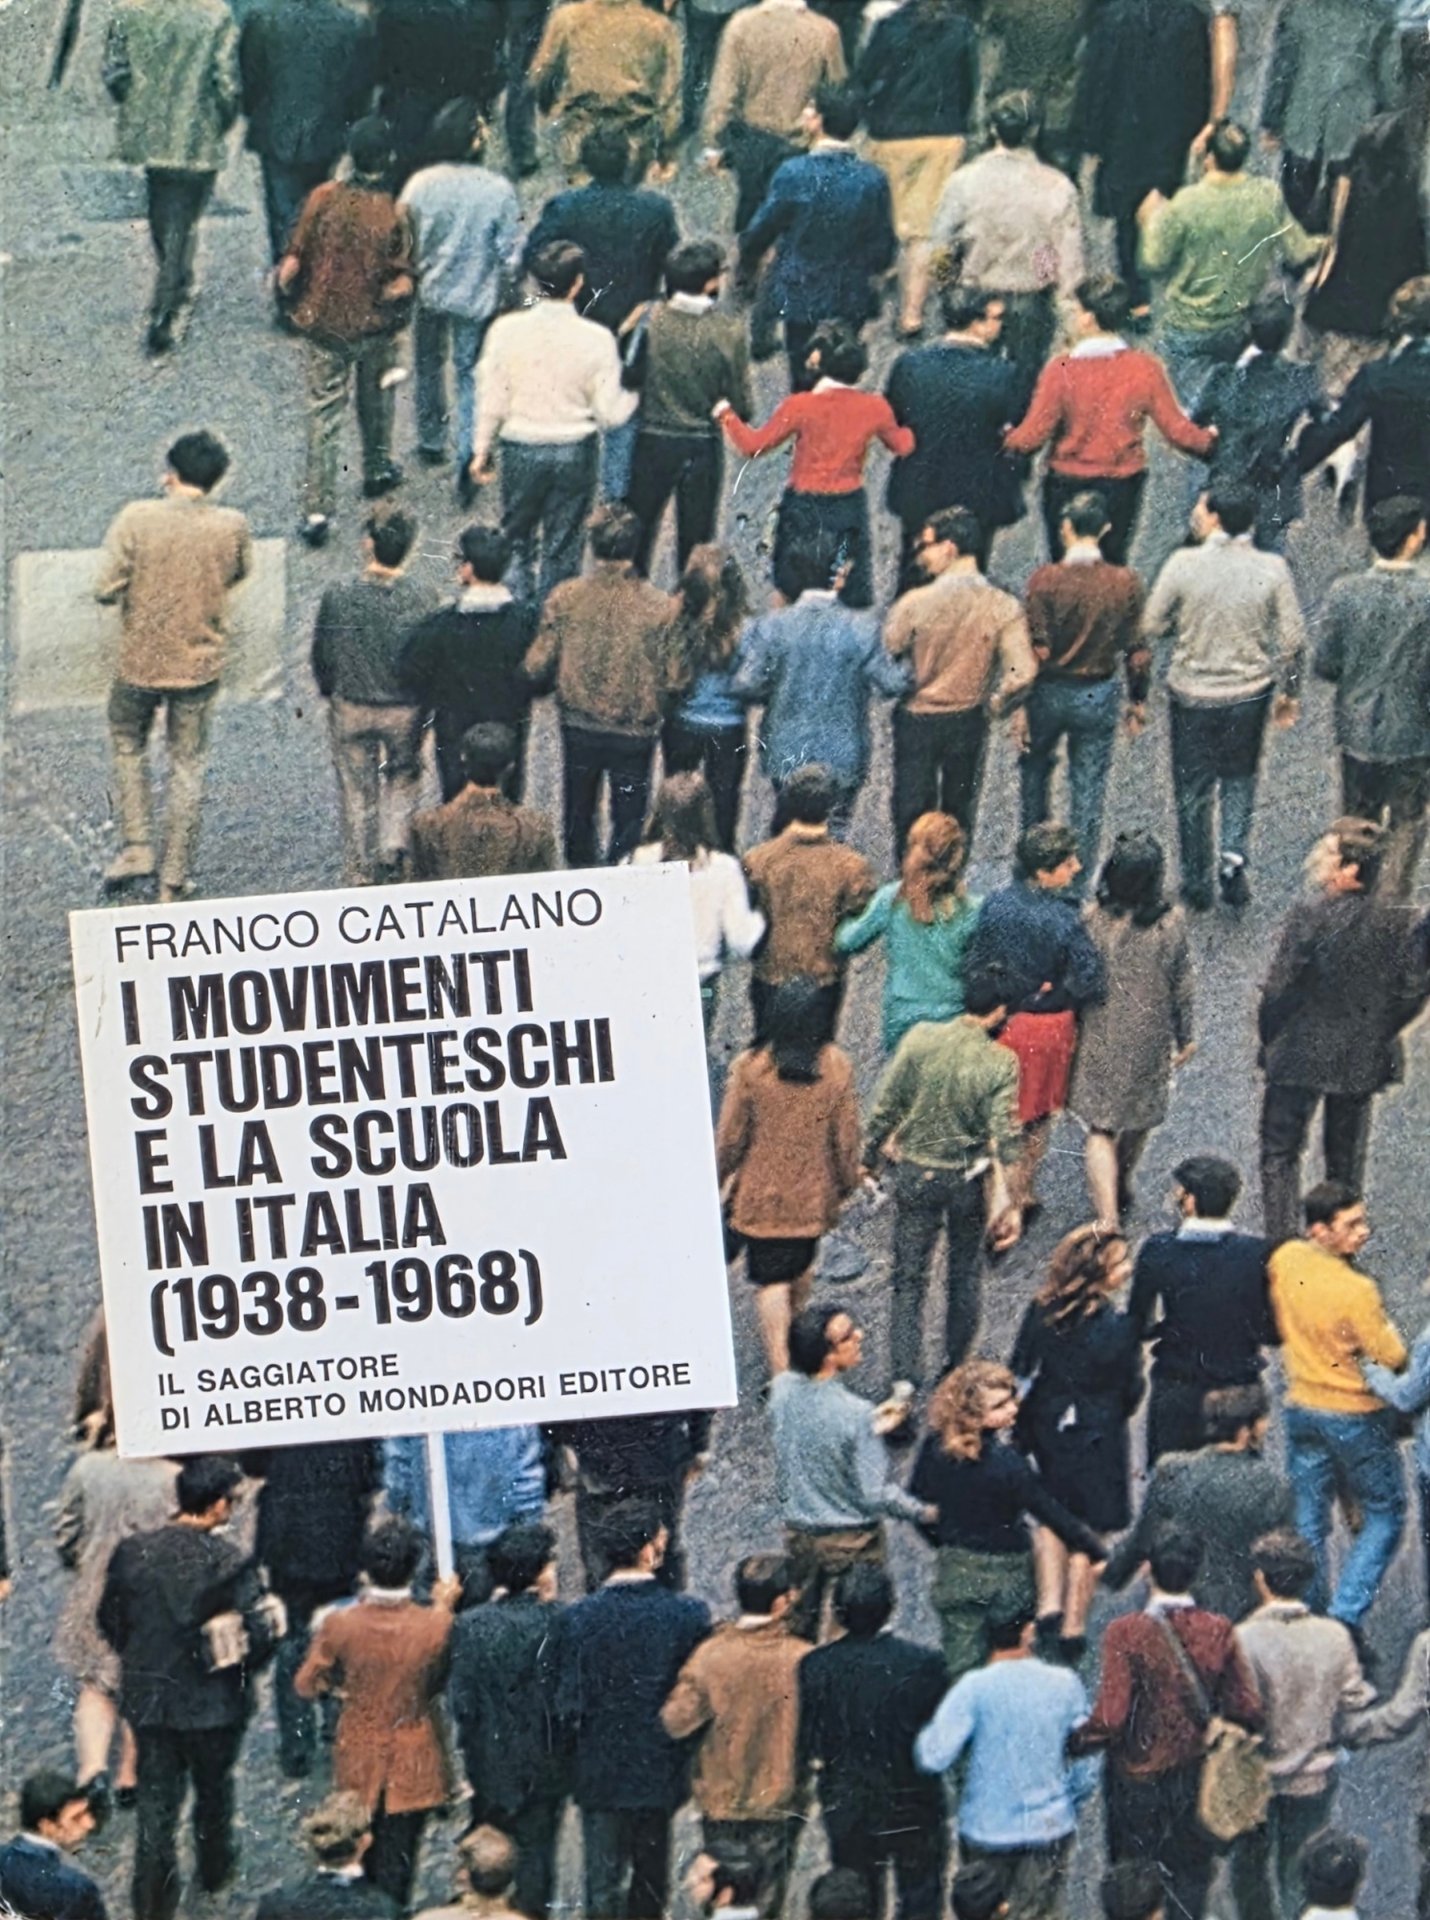 FRANCO CATALANO
I MOVIMENTI
STUDENTESCHI
E LA SCUOLA
IN ITALIA
(1938-1968)
IL SAGGIATORE
DI ALBERTO MONDADORI EDITORE